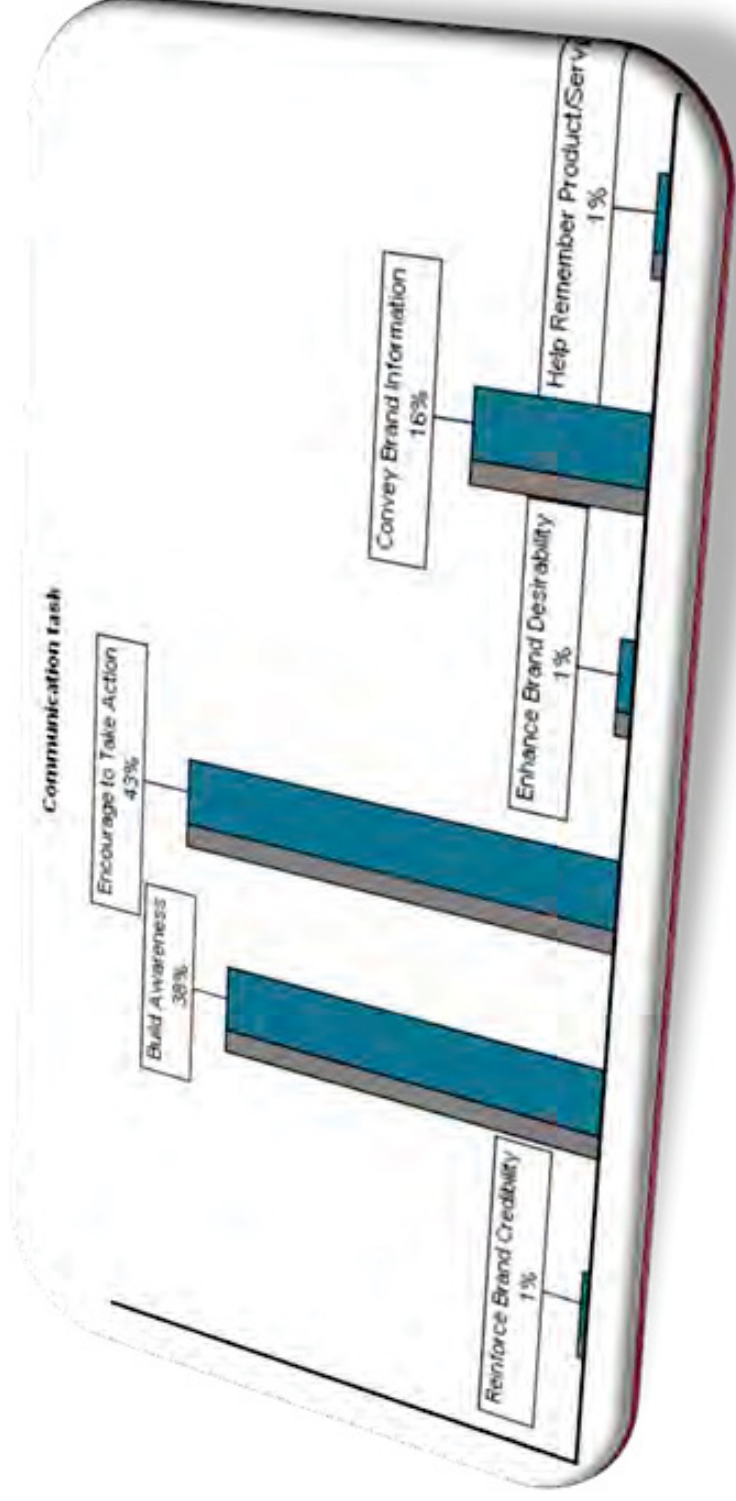 Communication task
Reinforce Brand Credibility
1%
Build Awareness
38%
Encourage to Take Action
43%
Enhance Brand Desirability
1%
Convey Brand Information
16%
Help Remember Product/Servi
1%